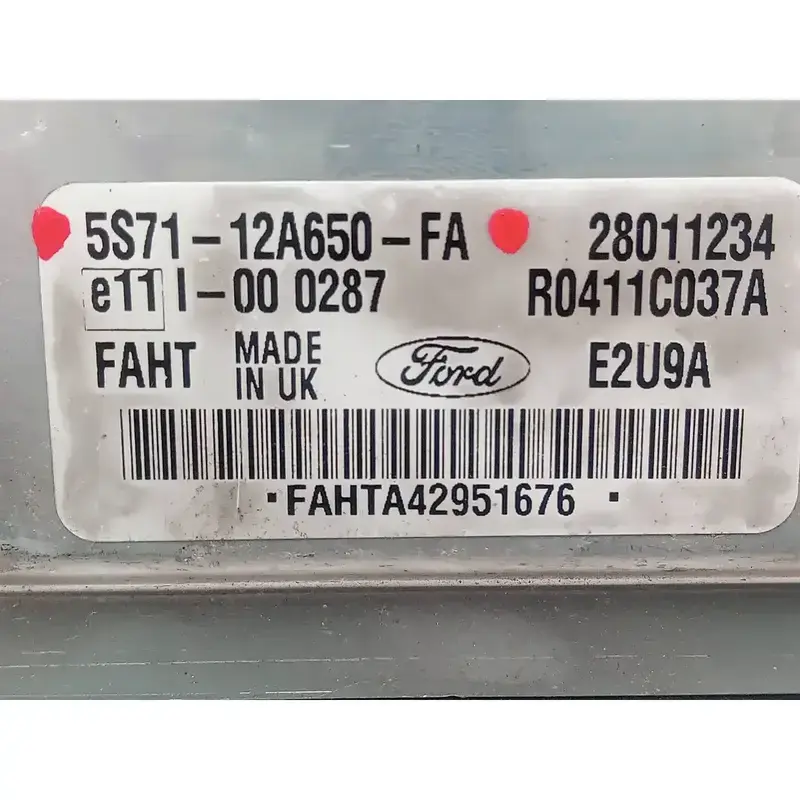 5S71-12A650-FA 28011234
e11 I-00 0287 R0411C037A
FAHT MADE IN UK Ford E2U9A
·FAHTA42951676 ·